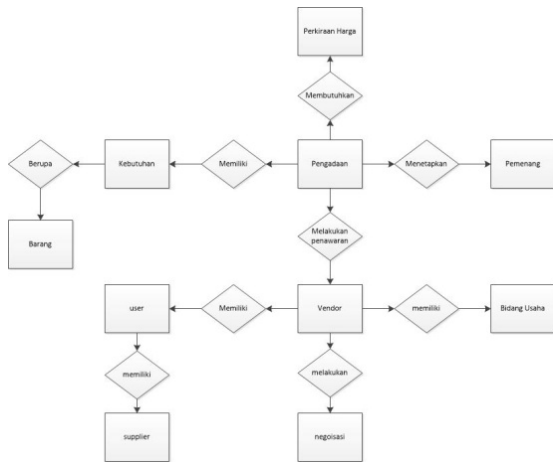 Perkiraan Harga
Membutuhkan
Berupa
Kebutuhan
Memiliki
Pengadaan
Menetapkan
Pemenang
Barang
Melakukan
penawaran
user
Memiliki
Vendor
memiliki
Bidang Usaha
memiliki
melakukan
supplier
negoisasi